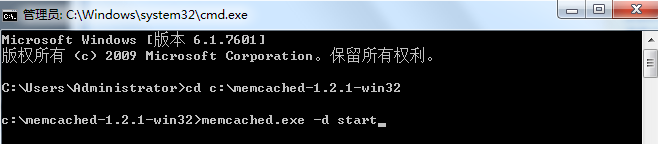 管理员: C:\Windows\system32\cmd.exe
Microsoft Windows [版本 6.1.7601]
版权所有 (c) 2009 Microsoft Corporation。保留所有权利。
C:\Users\Administrator>cd c:\memcached-1.2.1-win32
c:\memcached-1.2.1-win32>memcached.exe -d start